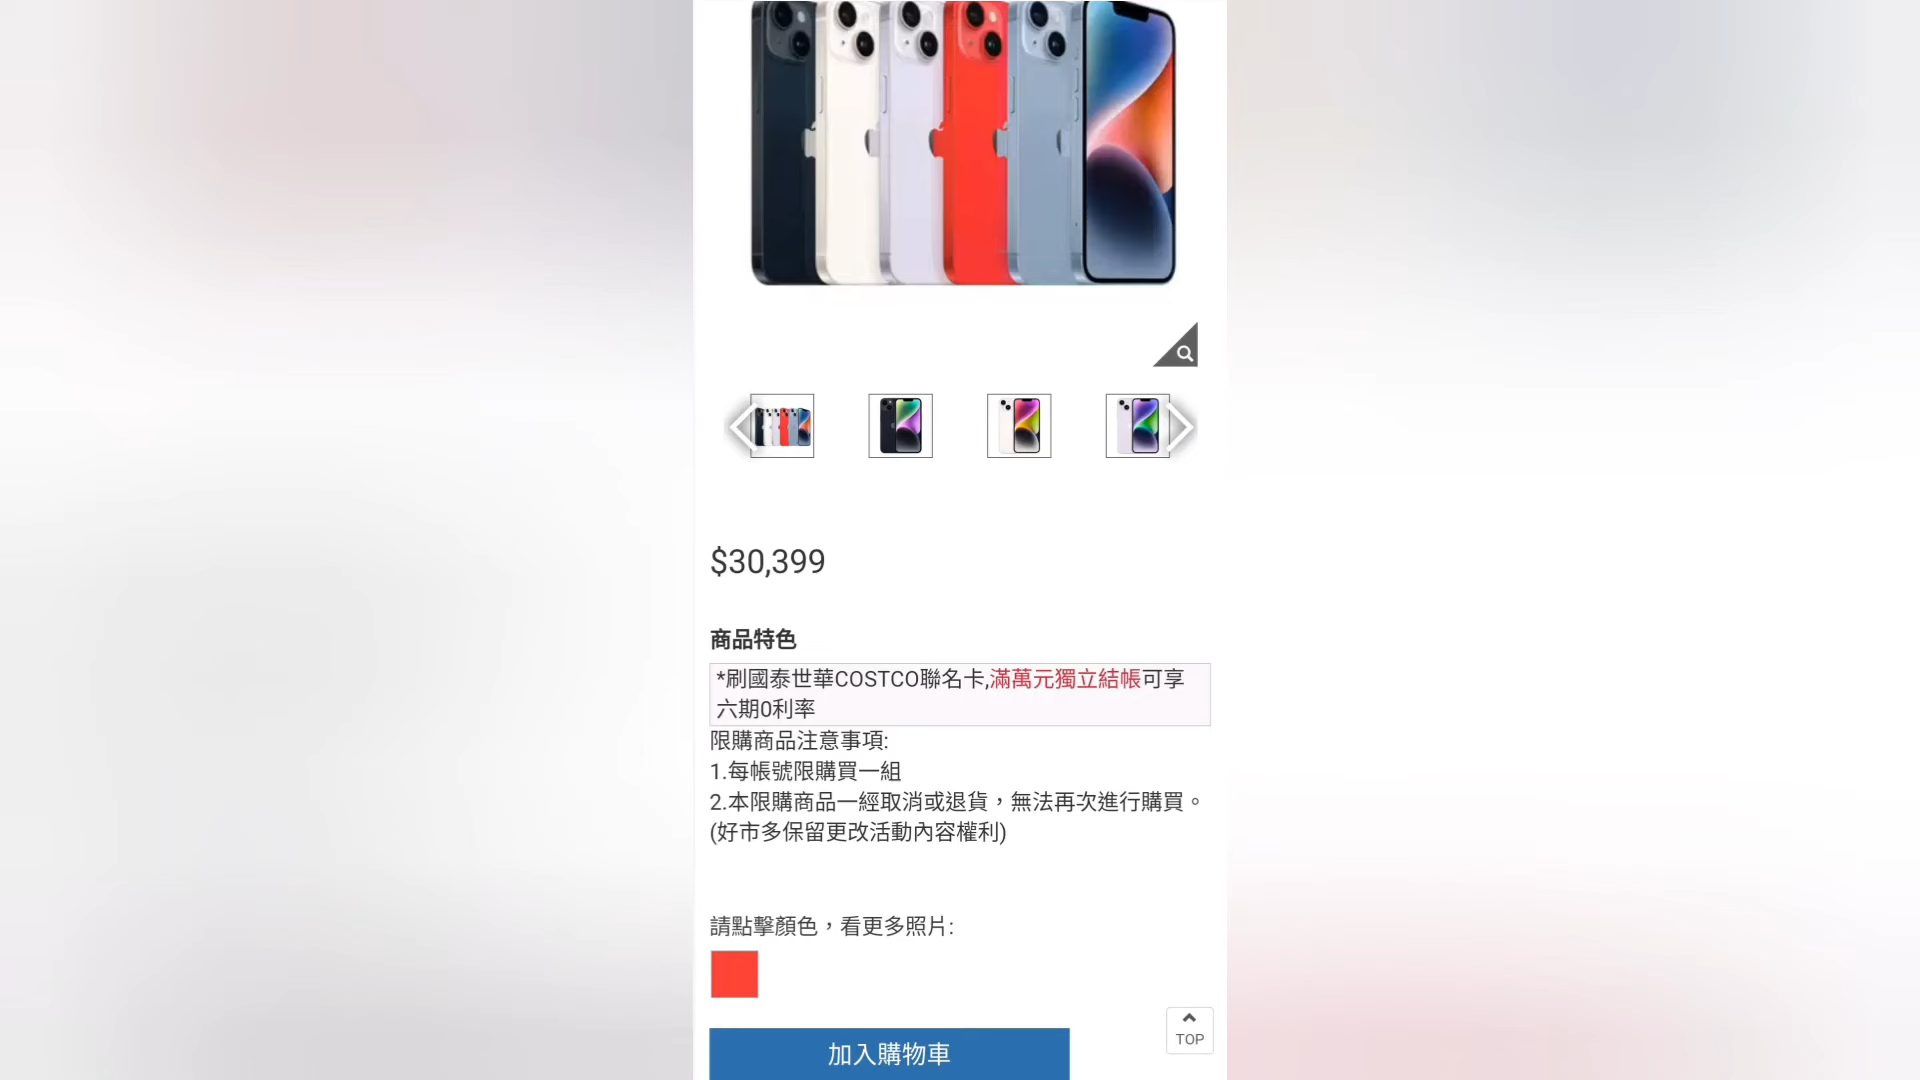 $30,399
商品特色
*刷國泰世華COSTCO聯名卡,滿萬元獨立結帳可享
六期0利率
限購商品注意事項:
1.每帳號限購買一組
2.本限購商品一經取消或退貨，無法再次進行購買。
(好市多保留更改活動內容權利)
請點擊顏色，看更多照片:
TOP
加入購物車